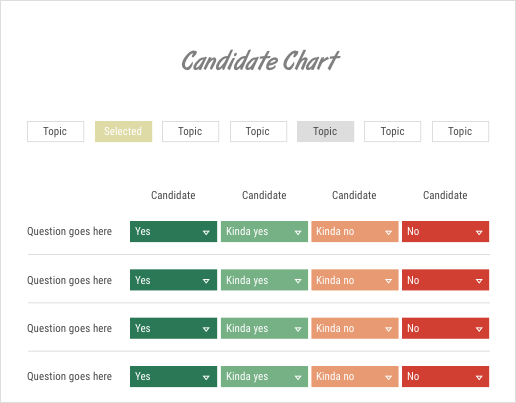 Candidate Chart
Topic Selected Topic Topic Topic Topic Topic
Candidate Candidate Candidate Candidate
Question goes here Yes Kinda yes Kinda no No
Question goes here Yes Kinda yes Kinda no No
Question goes here Yes Kinda yes Kinda no No
Question goes here Yes Kinda yes Kinda no No